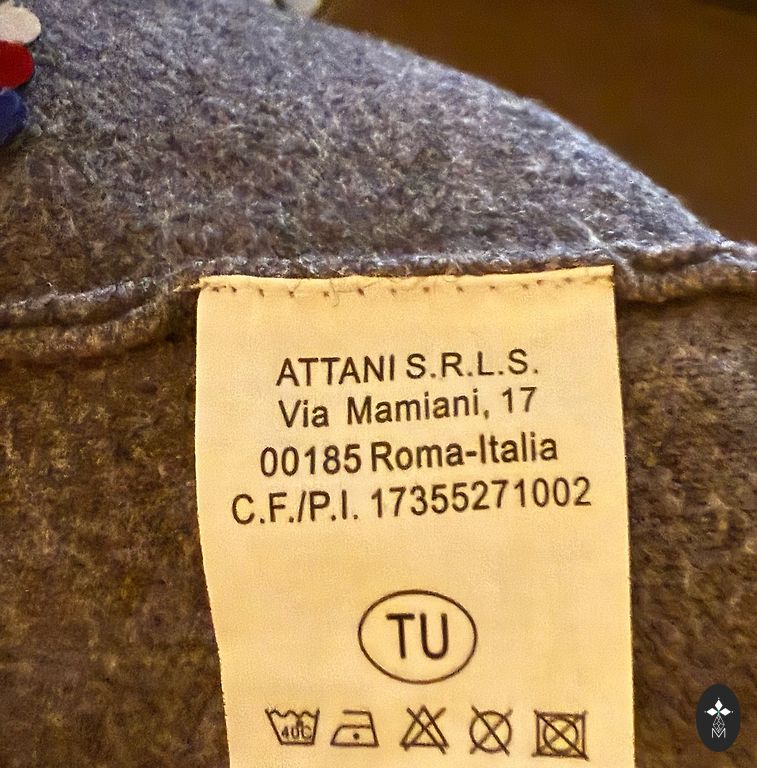 ATTANI S.R.L.S.
Via Mamiani, 17
00185 Roma-Italia
C.F./P.I. 17355271002
TU
40C
M